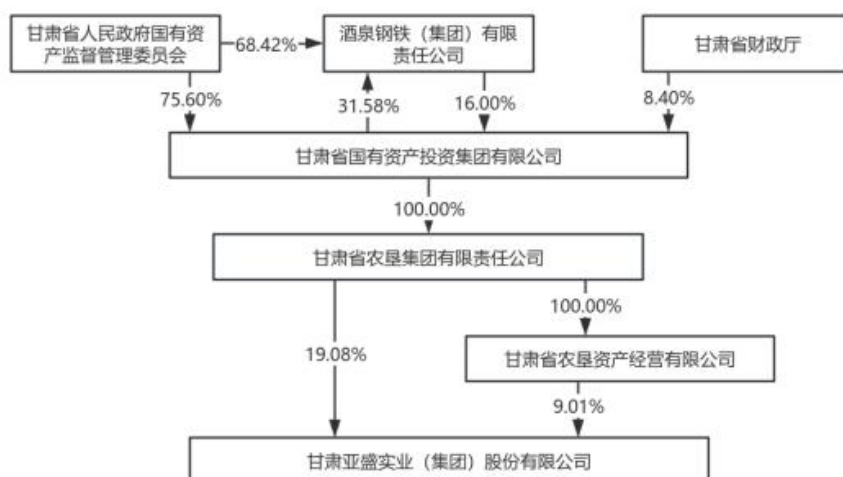 甘肃省人民政府国有资
产监督管理委员会
68.42%
酒泉钢铁（集团）有限
责任公司
甘肃省财政厅
75.60%
31.58%
16.00%
8.40%
甘肃省国有资产投资集团有限公司
100.00%
甘肃省农垦集团有限责任公司
100.00%
19.08%
甘肃省农垦资产经营有限公司
9.01%
甘肃亚盛实业（集团）股份有限公司